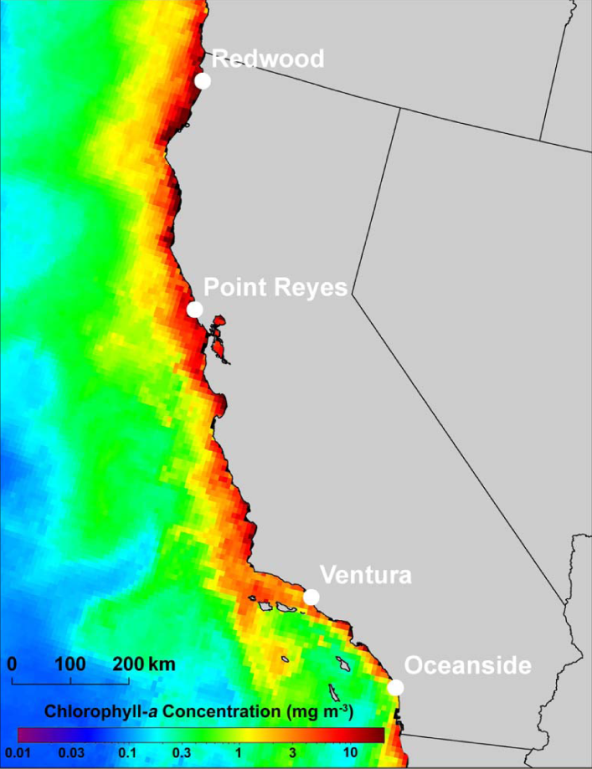 Redwood
Point Reyes
Ventura
0 100 200 km
Oceanside
Chlorophyll-a Concentration (mg m⁻³)
0.01 0.03 0.1 0.3 1 3 10